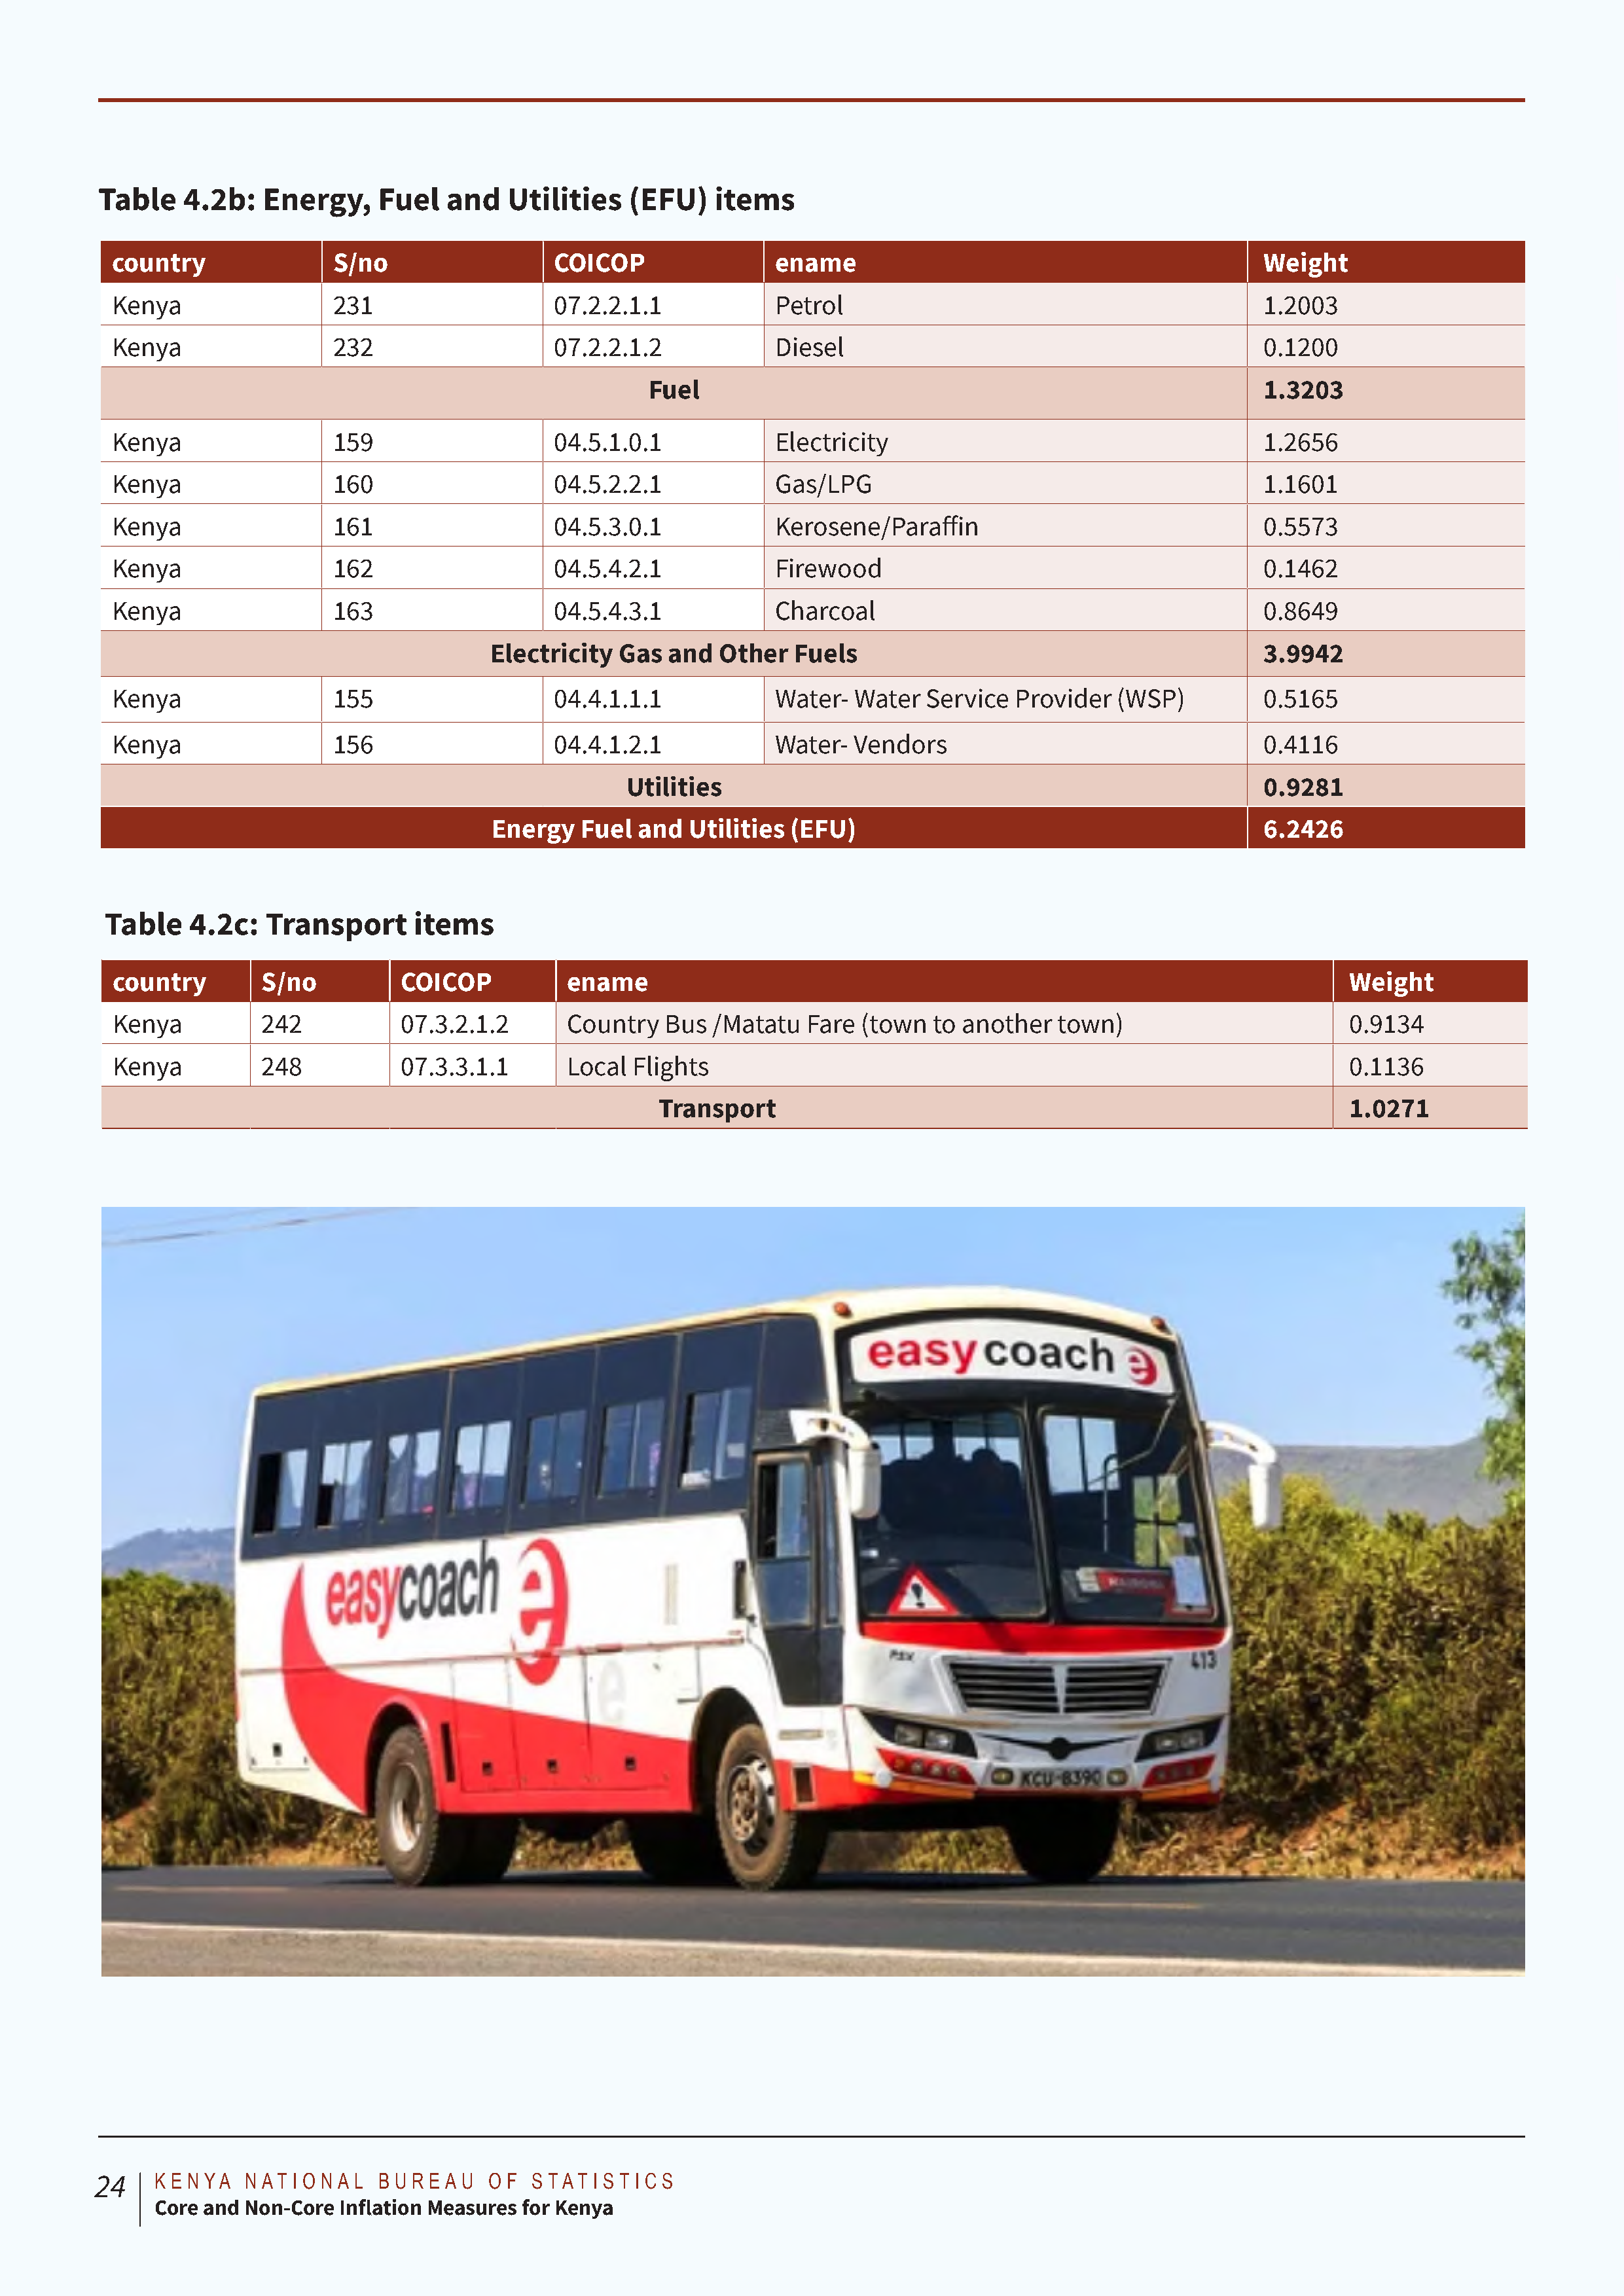 Table 4.2b: Energy, Fuel and Utilities (EFU) items
country S/no COICOP ename Weight
Kenya 231 07.2.2.1.1 Petrol 1.2003
Kenya 232 07.2.2.1.2 Diesel 0.1200
Fuel 1.3203
Kenya 159 04.5.1.0.1 Electricity 1.2656
Kenya 160 04.5.2.2.1 Gas/LPG 1.1601
Kenya 161 04.5.3.0.1 Kerosene/Paraffin 0.5573
Kenya 162 04.5.4.2.1 Firewood 0.1462
Kenya 163 04.5.4.3.1 Charcoal 0.8649
Electricity Gas and Other Fuels 3.9942
Kenya 155 04.4.1.1.1 Water- Water Service Provider (WSP) 0.5165
Kenya 156 04.4.1.2.1 Water- Vendors 0.4116
Utilities 0.9281
Energy Fuel and Utilities (EFU) 6.2426
Table 4.2c: Transport items
country S/no COICOP ename Weight
Kenya 242 07.3.2.1.2 Country Bus /Matatu Fare (town to another town) 0.9134
Kenya 248 07.3.3.1.1 Local Flights 0.1136
Transport 1.0271
easy coach e
easycoach e
413
24
KENYA NATIONAL BUREAU OF STATISTICS
Core and Non-Core Inflation Measures for Kenya